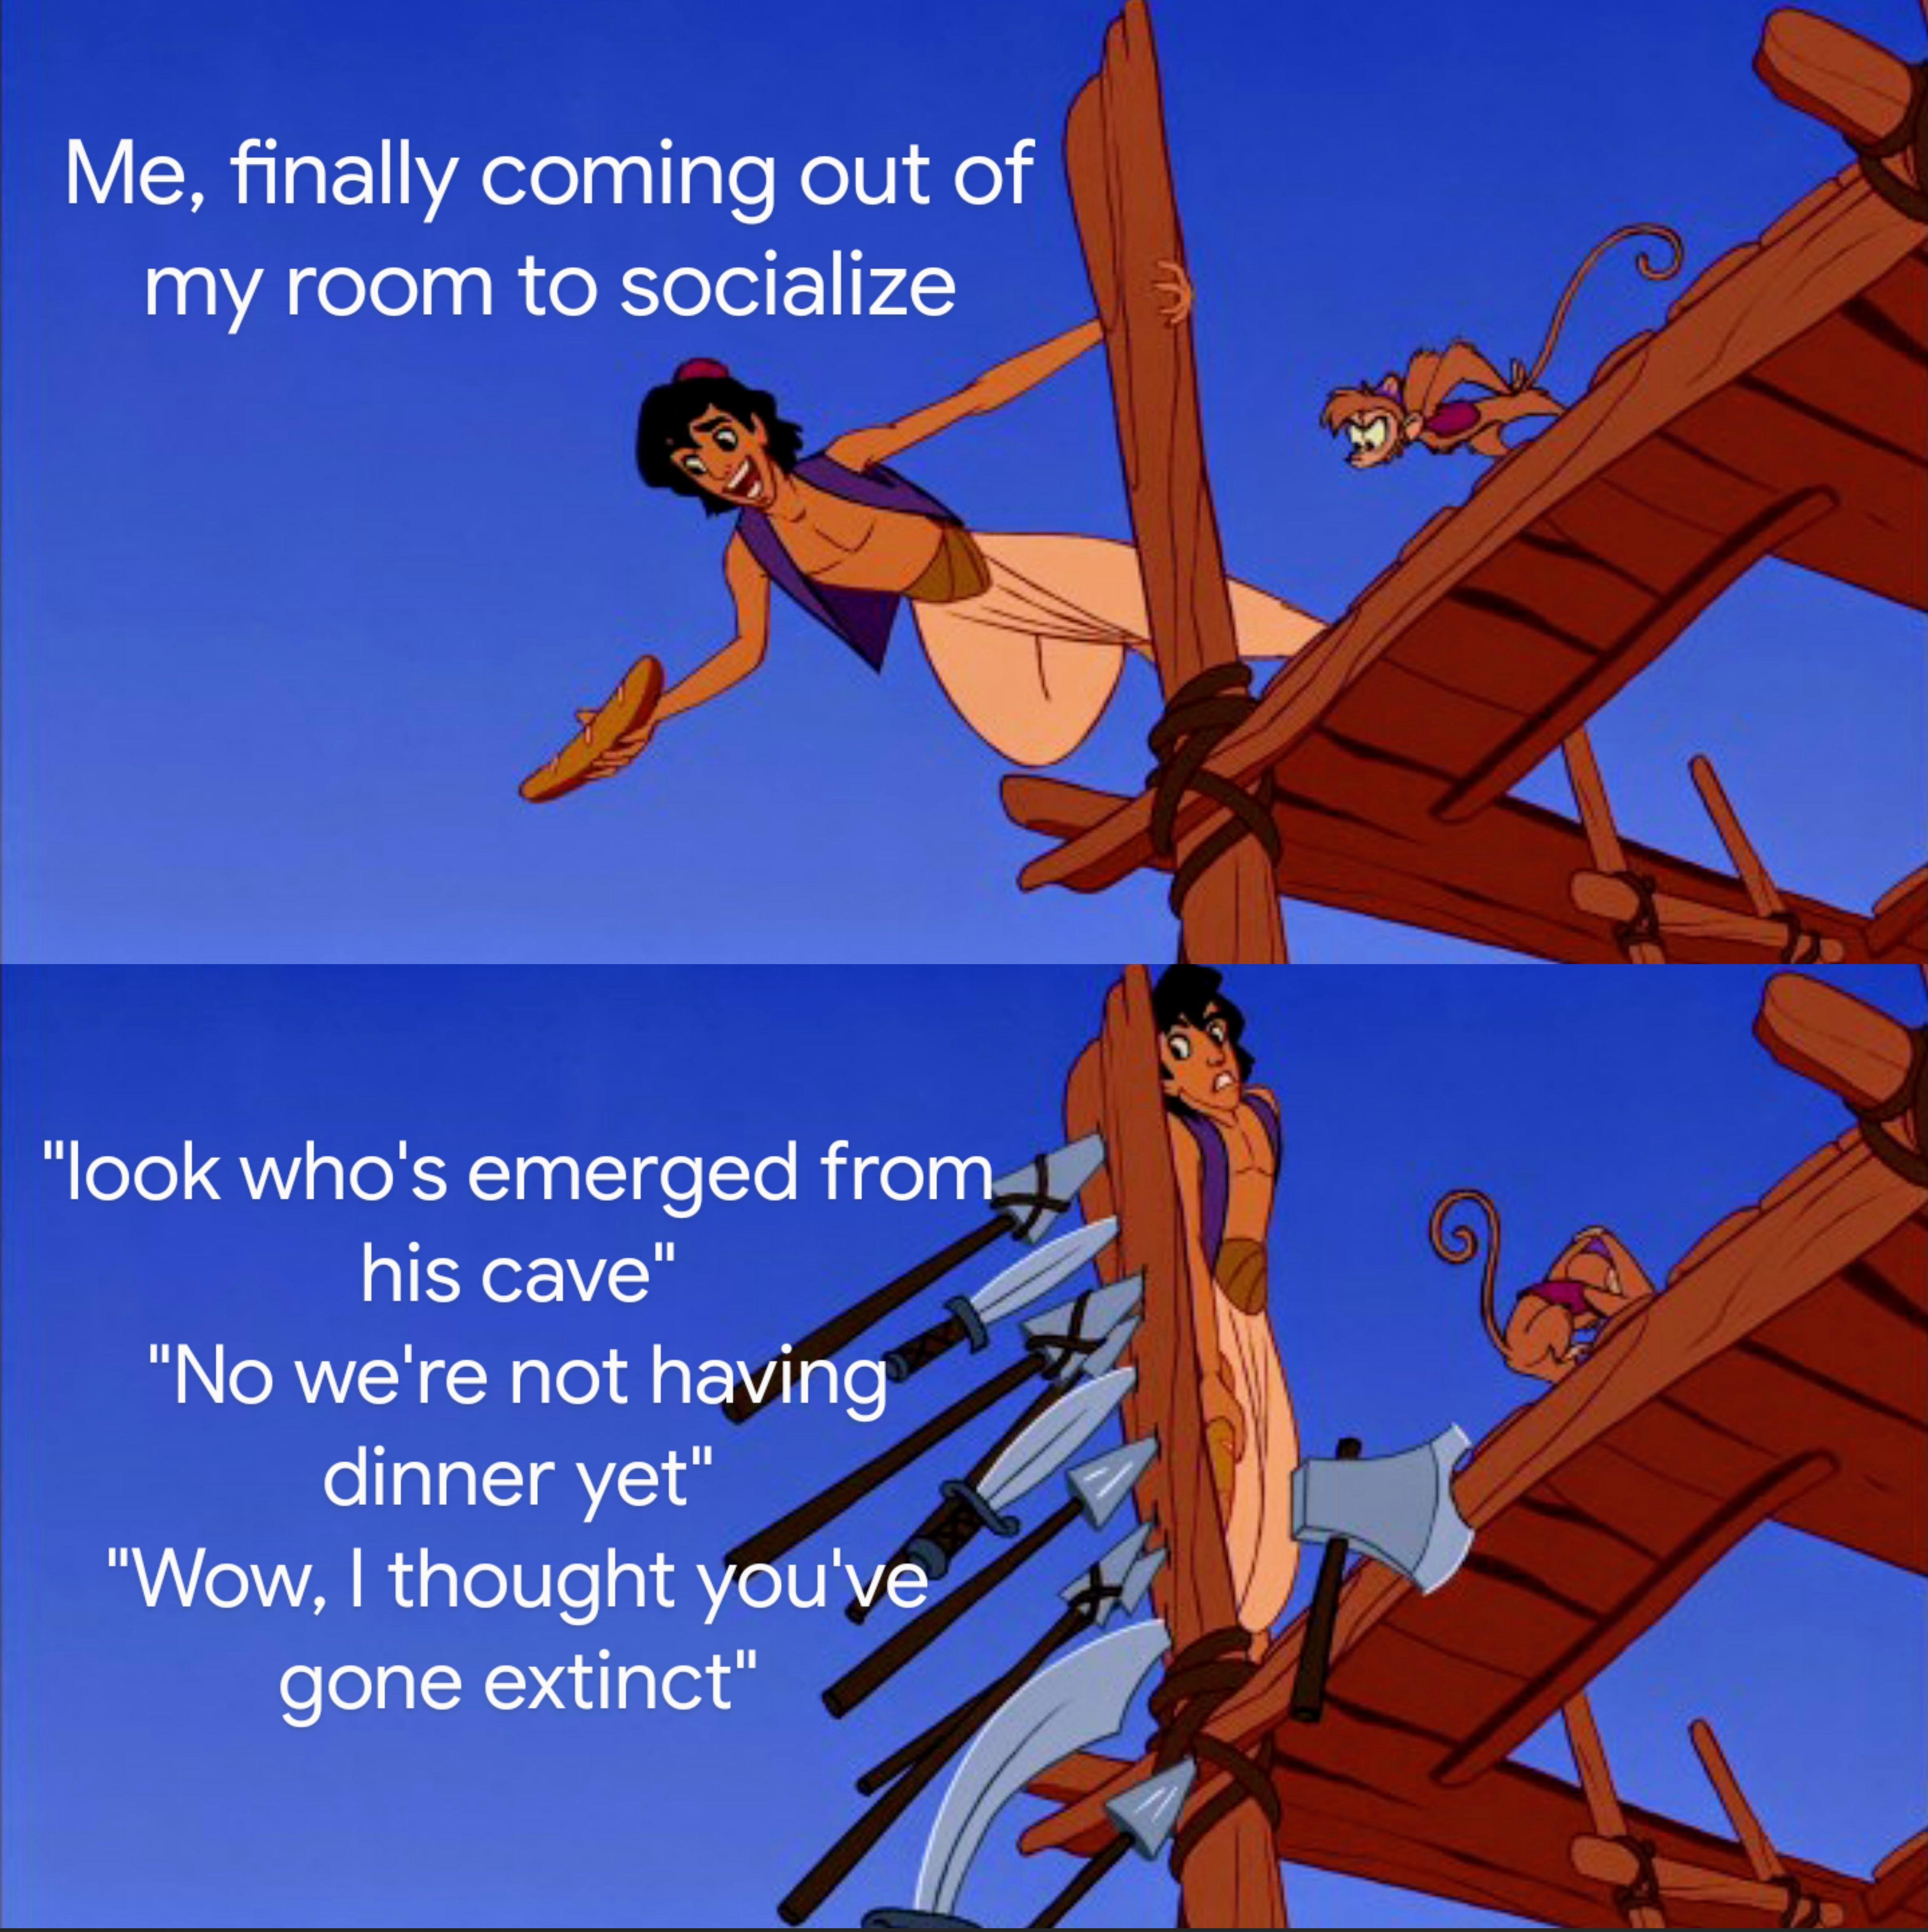 Me, finally coming out of
my room to socialize
"look who's emerged from
his cave"
"No we're not having
dinner yet"
"Wow, I thought you've
gone extinct"